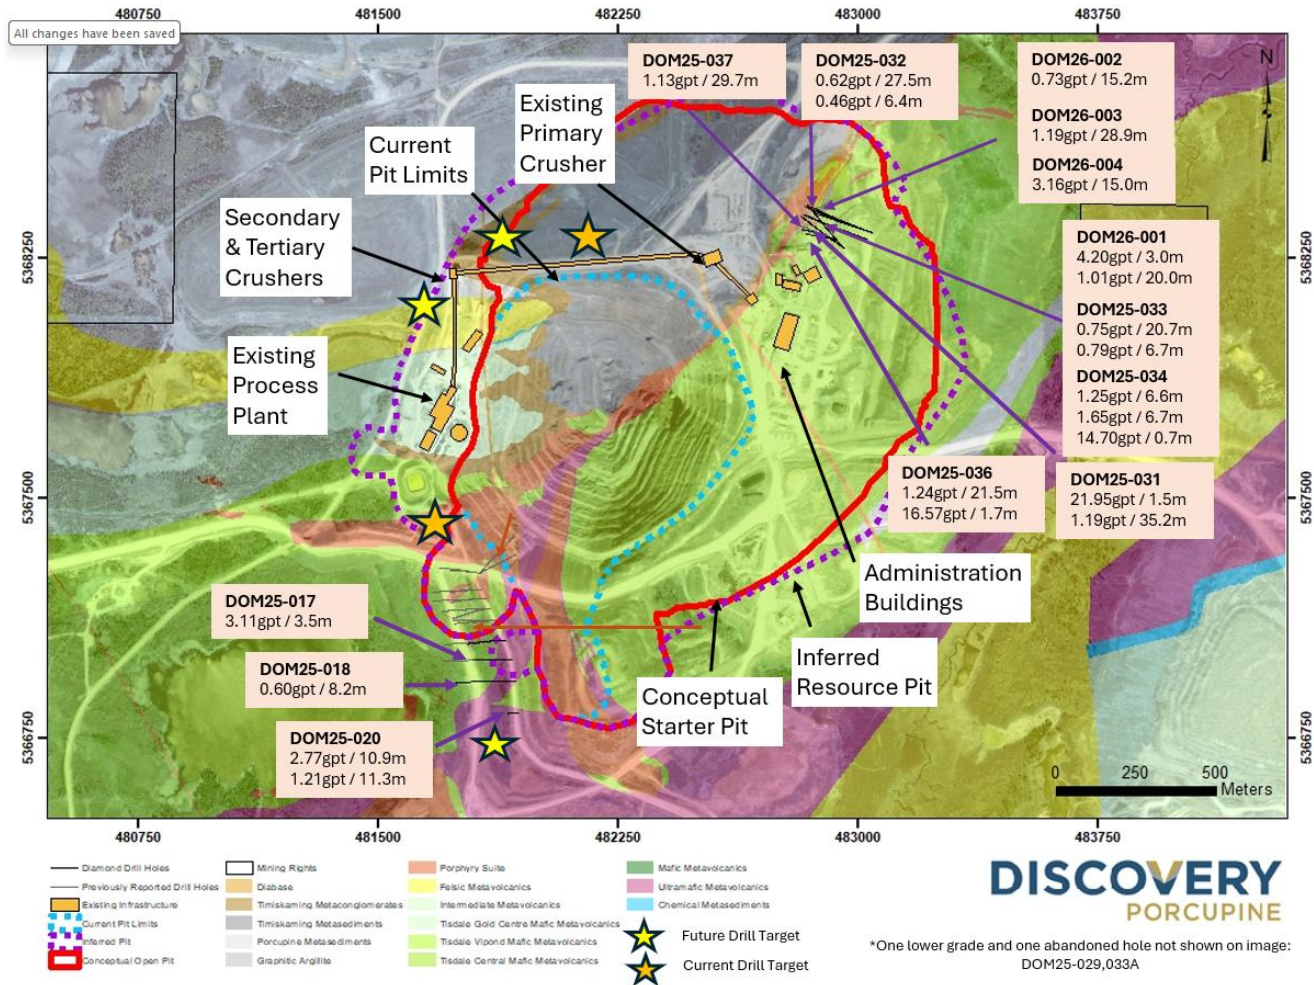 480750 481500 482250 483000 483750
All changes have been saved
N
DOM25-037
1.13gpt / 29.7m
DOM25-032
0.62gpt / 27.5m
0.46gpt / 6.4m
DOM26-002
0.73gpt / 15.2m
DOM26-003
1.19gpt / 28.9m
DOM26-004
3.16gpt / 15.0m
Existing
Primary
Crusher
Current
Pit Limits
Secondary
& Tertiary
Crushers
5368250
5368250
DOM26-001
4.20gpt / 3.0m
1.01gpt / 20.0m
DOM25-033
0.75gpt / 20.7m
0.79gpt / 6.7m
DOM25-034
1.25gpt / 6.6m
1.65gpt / 6.7m
14.70gpt / 0.7m
Existing
Process
Plant
DOM25-036
1.24gpt / 21.5m
16.57gpt / 1.7m
DOM25-031
21.95gpt / 1.5m
1.19gpt / 35.2m
5367500
5367500
Administration
Buildings
DOM25-017
3.11gpt / 3.5m
DOM25-018
0.60gpt / 8.2m
DOM25-020
2.77gpt / 10.9m
1.21gpt / 11.3m
Inferred
Resource Pit
Conceptual
Starter Pit
5366750
5366750
0 250 500
Meters
480750 481500 482250 483000 483750
Diamond Drill Holes
Previously Reported Drill Holes
Existing Infrastructure
Current Pit Limits
Inferred Pit
Conceptual Open Pit
Mining Rights
Diabase
Timiskaming Metaconglomerates
Timiskaming Metasediments
Porcupine Metasediments
Graphitic Argillite
Porphyry Suite
Felsic Metavolcanics
Intermediate Metavolcanics
Tisdale Gold Centre Mafic Metavolcanics
Tisdale Vipond Mafic Metavolcanics
Tisdale Central Mafic Metavolcanics
Mafic Metavolcanics
Ultramafic Metavolcanics
Chemical Metasediments
Future Drill Target
Current Drill Target
DISCOVERY
PORCUPINE
*One lower grade and one abandoned hole not shown on image:
DOM25-029,033A